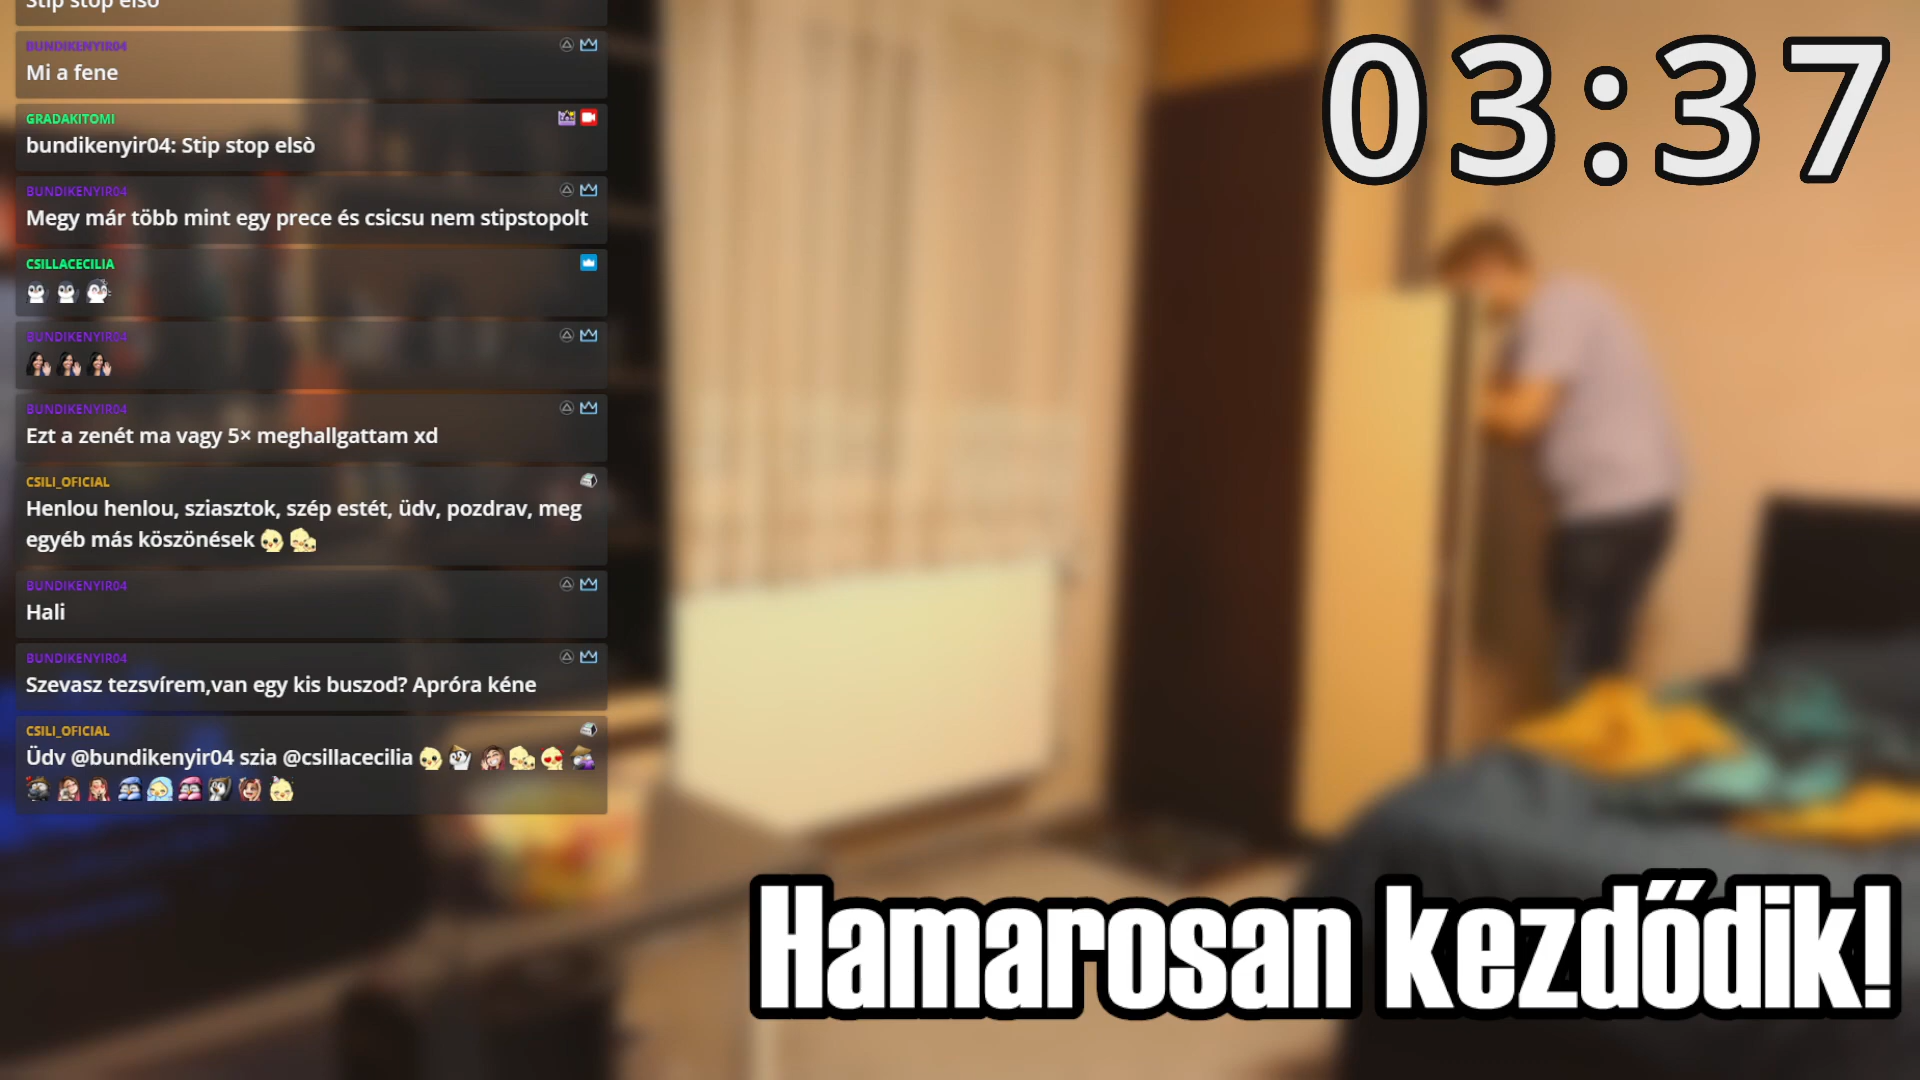 Stip stop elsò
BUNDIKENYIR04
Mi a fene
GRADAKITOMI
bundikenyir04: Stip stop elsò
BUNDIKENYIR04
Megy már több mint egy prece és csicsu nem stipstopolt
CSILLACECILIA
BUNDIKENYIR04
BUNDIKENYIR04
Ezt a zenét ma vagy 5× meghallgattam xd
CSILI_OFICIAL
Henlou henlou, sziasztok, szép estét, üdv, pozdrav, meg
egyéb más köszönések
BUNDIKENYIR04
Hali
BUNDIKENYIR04
Szevasz tezsvírem,van egy kis buszod? Apróra kéne
CSILI_OFICIAL
Üdv @bundikenyir04 szia @csillacecilia
03:37
Hamarosan kezdődik!